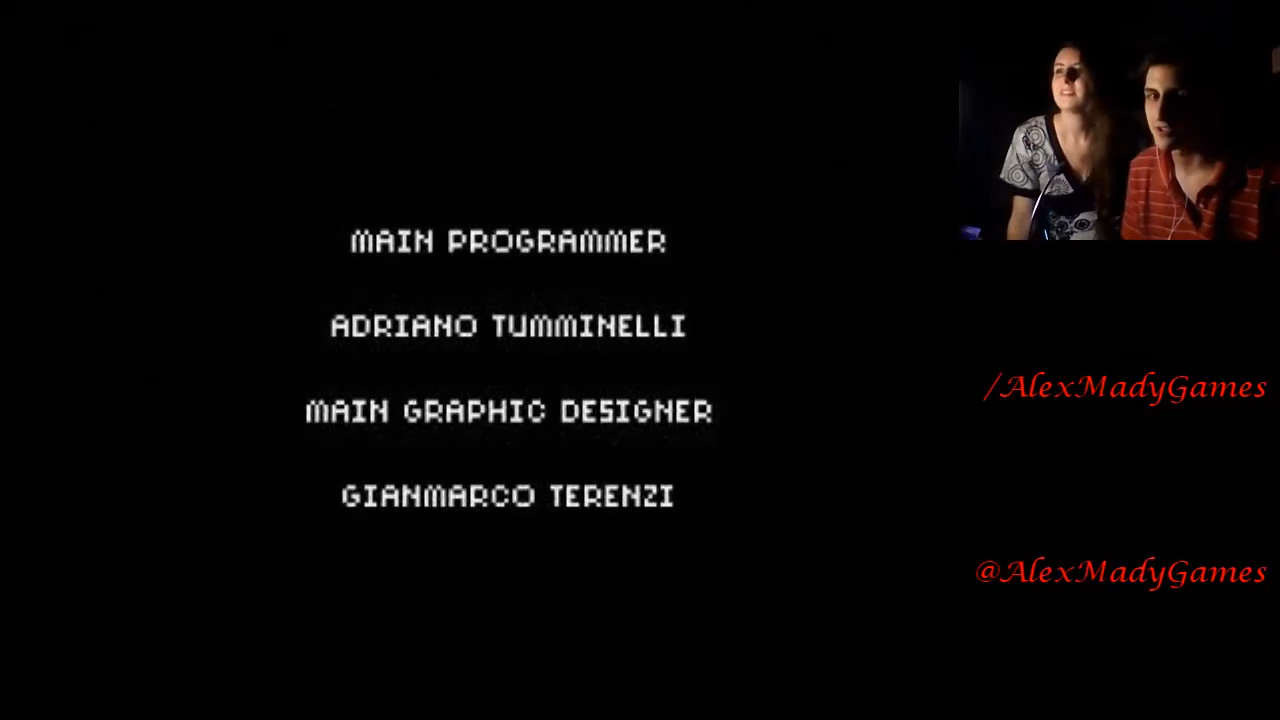 MAIN PROGRAMMER
ADRIANO TUMMINELLI
MAIN GRAPHIC DESIGNER
GIANMARCO TERENZI
/AlexMadyGames
@AlexMadyGames